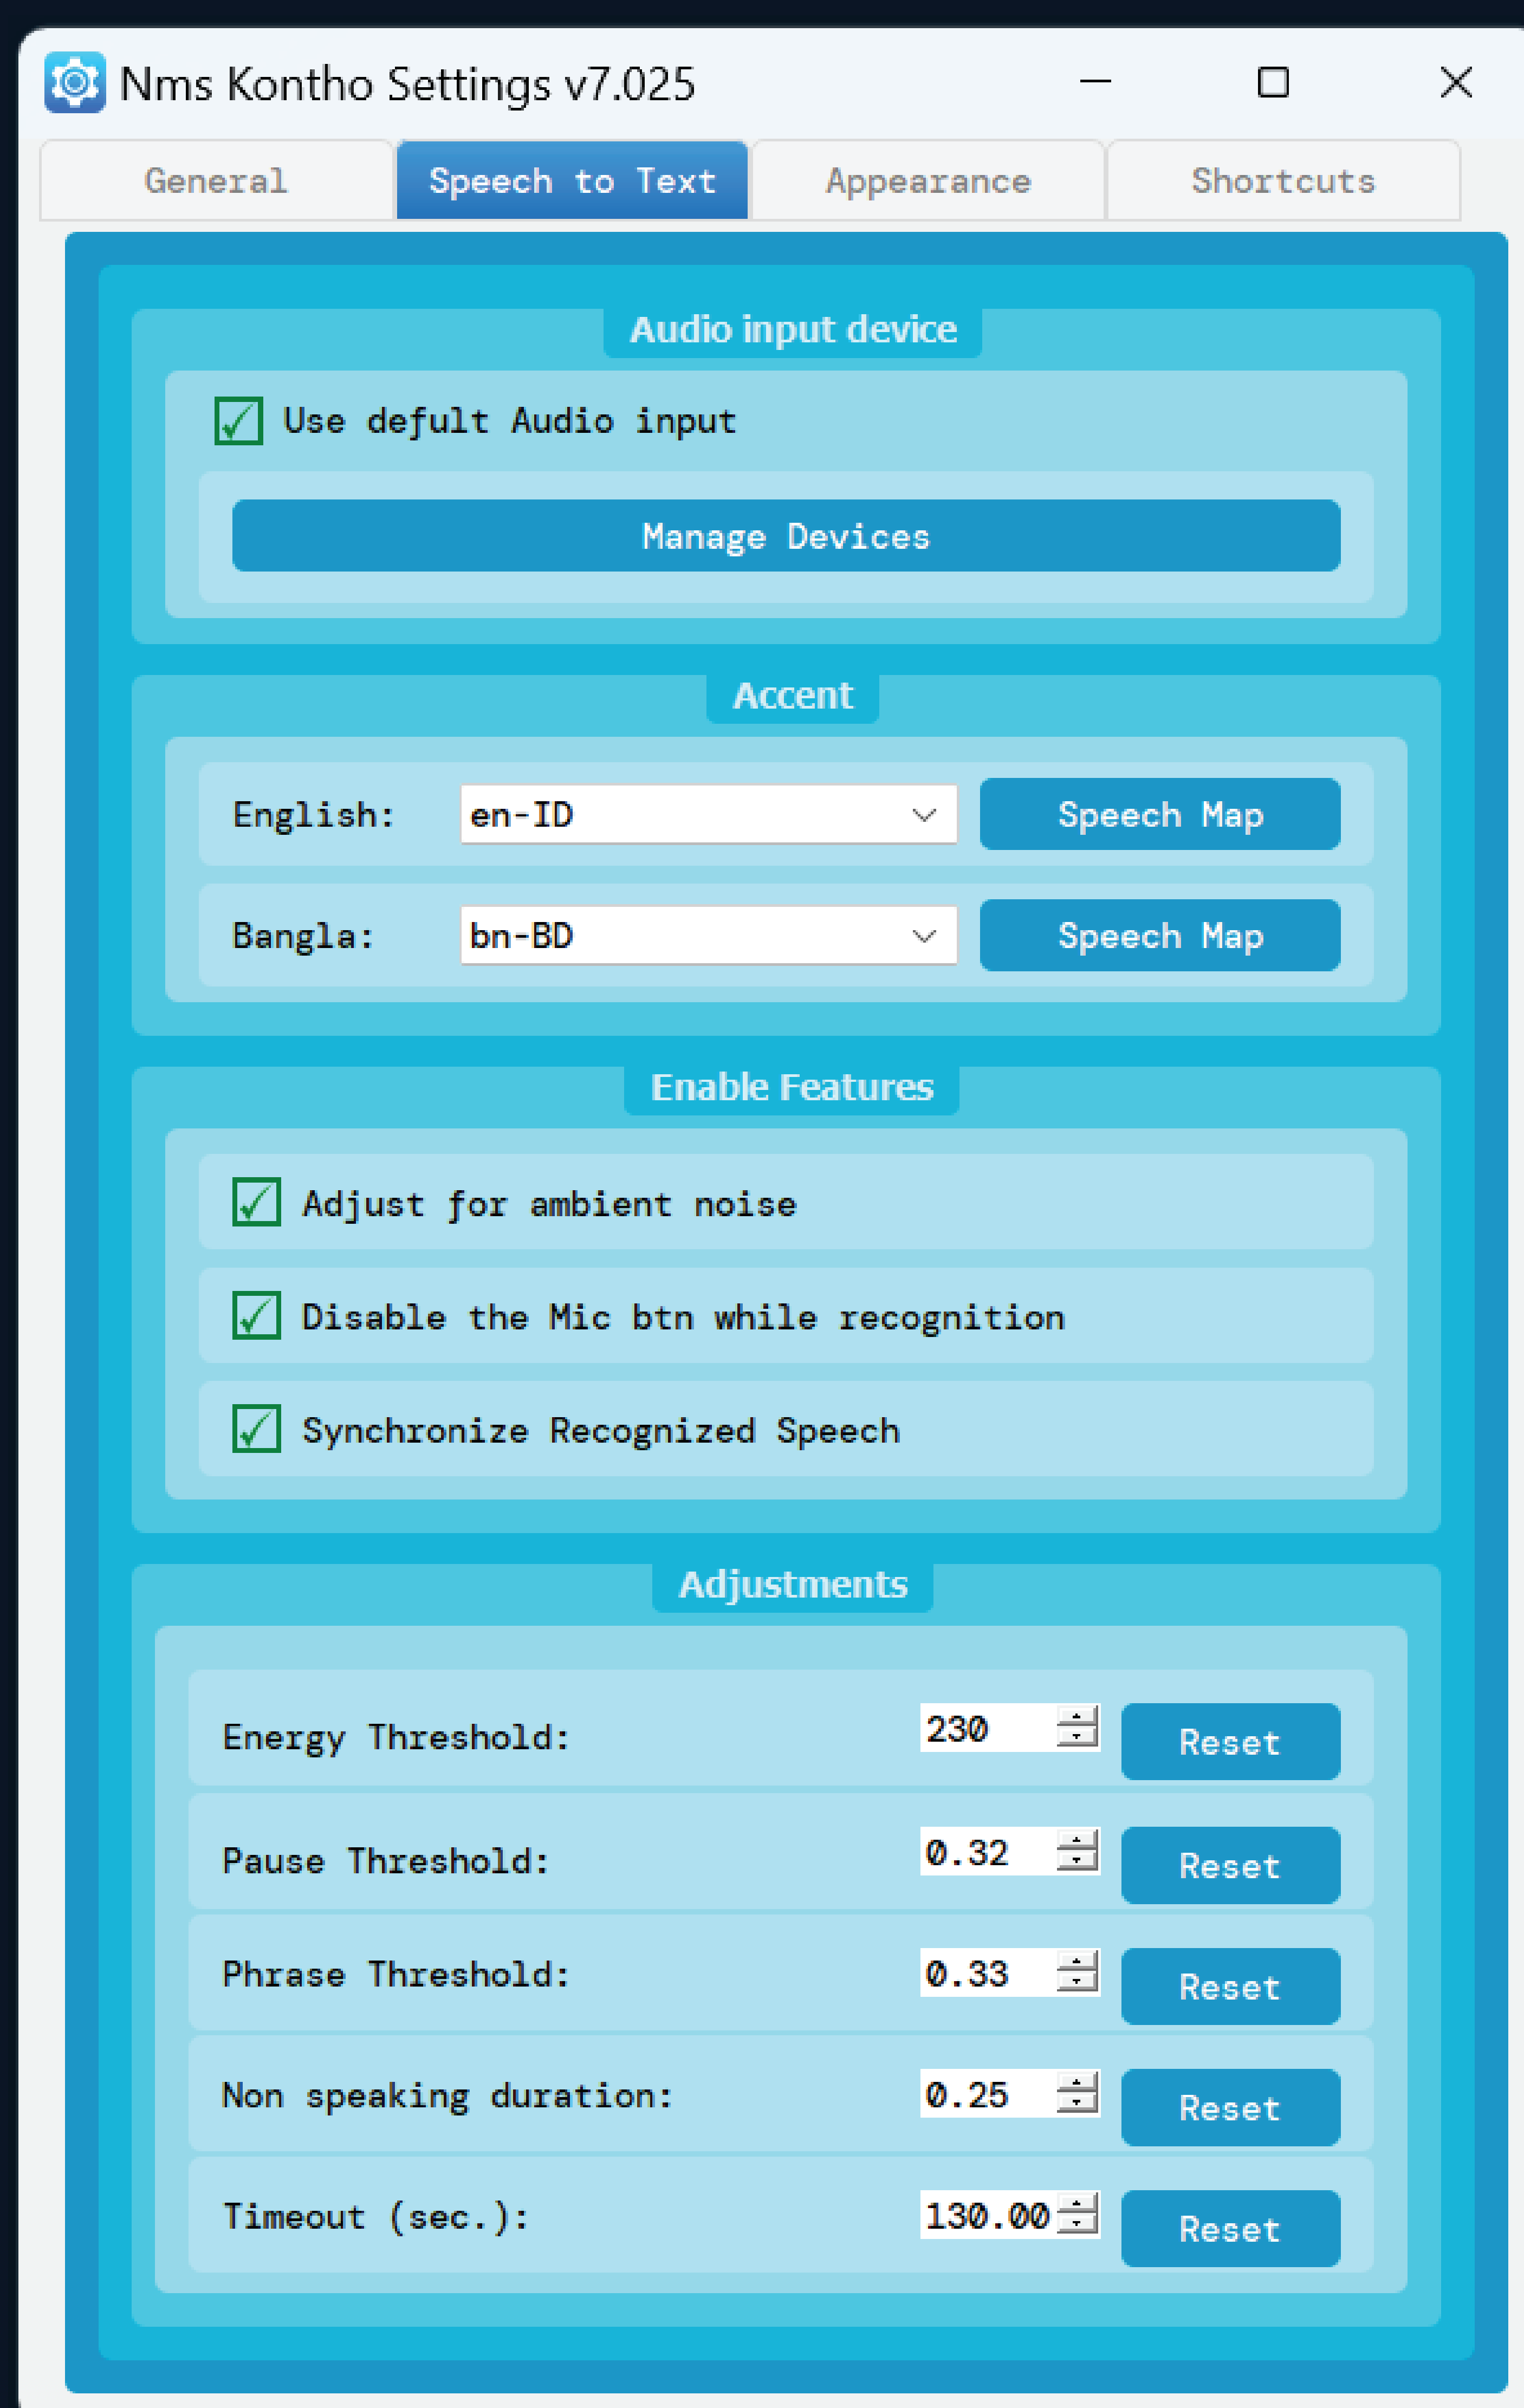 Nms Kontho Settings v7.025
General Speech to Text Appearance Shortcuts
Audio input device
Use defult Audio input
Manage Devices
Accent
English: en-ID Speech Map
Bangla: bn-BD Speech Map
Enable Features
Adjust for ambient noise
Disable the Mic btn while recognition
Synchronize Recognized Speech
Adjustments
Energy Threshold: 230 Reset
Pause Threshold: 0.32 Reset
Phrase Threshold: 0.33 Reset
Non speaking duration: 0.25 Reset
Timeout (sec.): 130.00 Reset